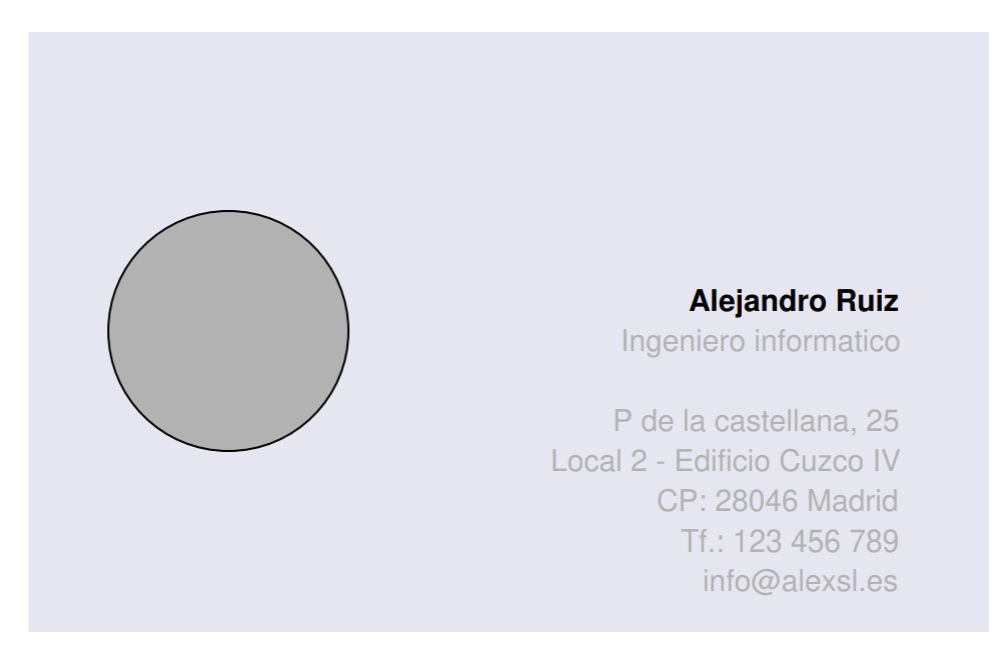 Alejandro Ruiz
Ingeniero informatico
P de la castellana, 25
Local 2 - Edificio Cuzco IV
CP: 28046 Madrid
Tf.: 123 456 789
info@alexsl.es